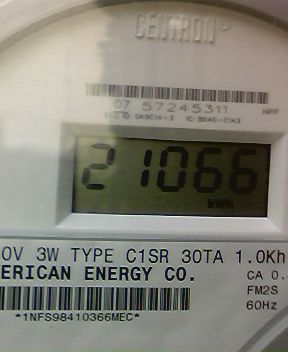 CENTRON®
07 57245311 HPP
21066
kWh
0V 3W TYPE C1SR 30TA 1.0Kh
ERICAN ENERGY CO. CA 0.
FM2S
60Hz
*1NFS98410366MEC*